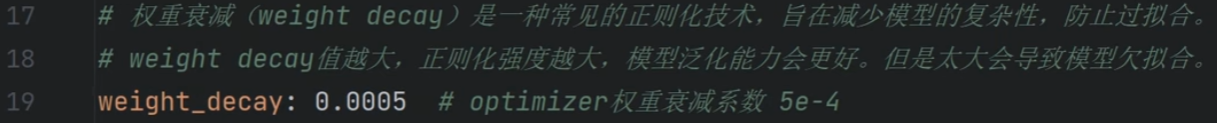 17 # 权重衰减（weight decay）是一种常见的正则化技术，旨在减少模型的复杂性，防止过拟合。
18 # weight decay值越大，正则化强度越大，模型泛化能力会更好。但是太大会导致模型欠拟合。
19 weight_decay: 0.0005 # optimizer权重衰减系数 5e-4